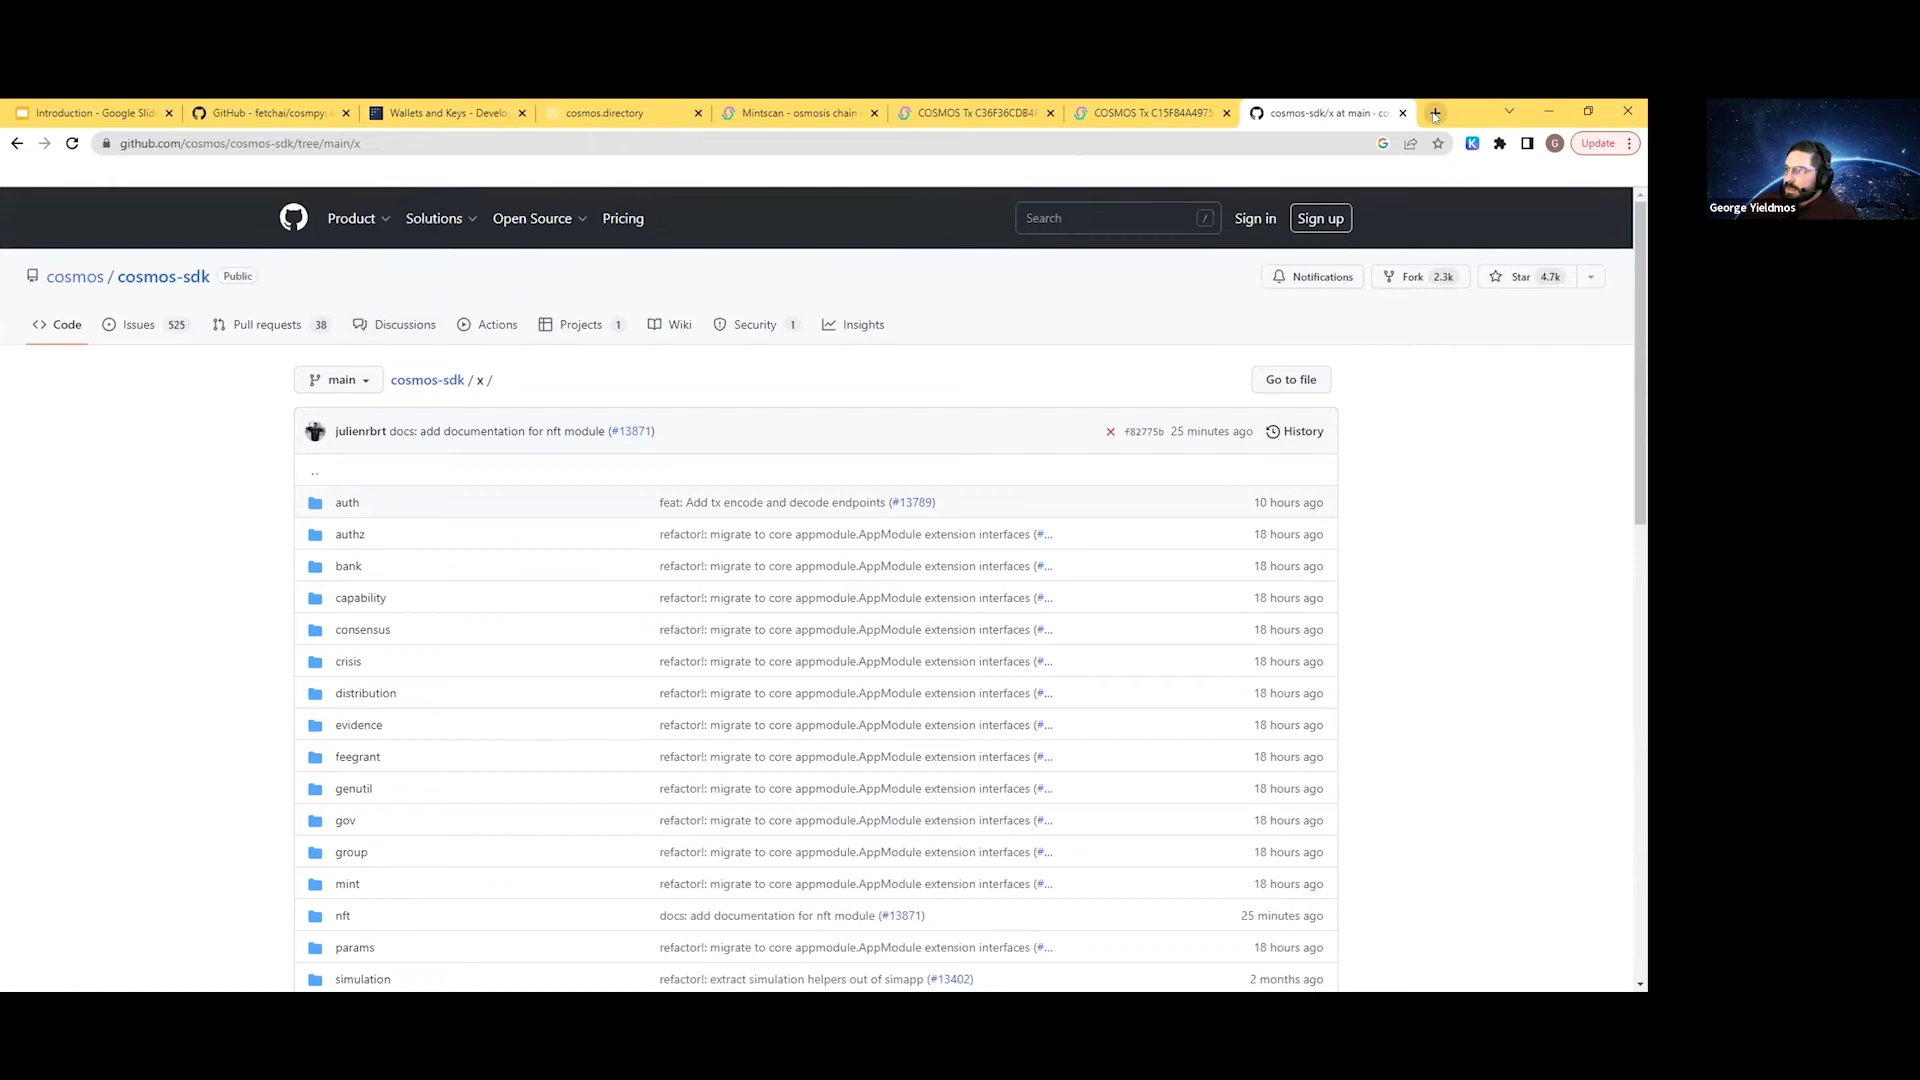 Introduction - Google Slid
GitHub - fetchai/cosmpy:
Wallets and Keys - Develo
cosmos.directory
Mintscan - osmosis chain
COSMOS Tx C36F36CDB4
COSMOS Tx C15F84A4975
cosmos-sdk/x at main · co
github.com/cosmos/cosmos-sdk/tree/main/x
G
K
G
Update
George Yieldmos
Product
Solutions
Open Source
Pricing
Search
/
Sign in
Sign up
cosmos / cosmos-sdk Public
Notifications
Fork 2.3k
Star 4.7k
Code
Issues 525
Pull requests 38
Discussions
Actions
Projects 1
Wiki
Security 1
Insights
main
cosmos-sdk / x /
Go to file
julienrbrt docs: add documentation for nft module (#13871)
f82775b 25 minutes ago
History
..
auth feat: Add tx encode and decode endpoints (#13789) 10 hours ago
authz refactor!: migrate to core appmodule.AppModule extension interfaces (#... 18 hours ago
bank refactor!: migrate to core appmodule.AppModule extension interfaces (#... 18 hours ago
capability refactor!: migrate to core appmodule.AppModule extension interfaces (#... 18 hours ago
consensus refactor!: migrate to core appmodule.AppModule extension interfaces (#... 18 hours ago
crisis refactor!: migrate to core appmodule.AppModule extension interfaces (#... 18 hours ago
distribution refactor!: migrate to core appmodule.AppModule extension interfaces (#... 18 hours ago
evidence refactor!: migrate to core appmodule.AppModule extension interfaces (#... 18 hours ago
feegrant refactor!: migrate to core appmodule.AppModule extension interfaces (#... 18 hours ago
genutil refactor!: migrate to core appmodule.AppModule extension interfaces (#... 18 hours ago
gov refactor!: migrate to core appmodule.AppModule extension interfaces (#... 18 hours ago
group refactor!: migrate to core appmodule.AppModule extension interfaces (#... 18 hours ago
mint refactor!: migrate to core appmodule.AppModule extension interfaces (#... 18 hours ago
nft docs: add documentation for nft module (#13871) 25 minutes ago
params refactor!: migrate to core appmodule.AppModule extension interfaces (#... 18 hours ago
simulation refactor!: extract simulation helpers out of simapp (#13402) 2 months ago